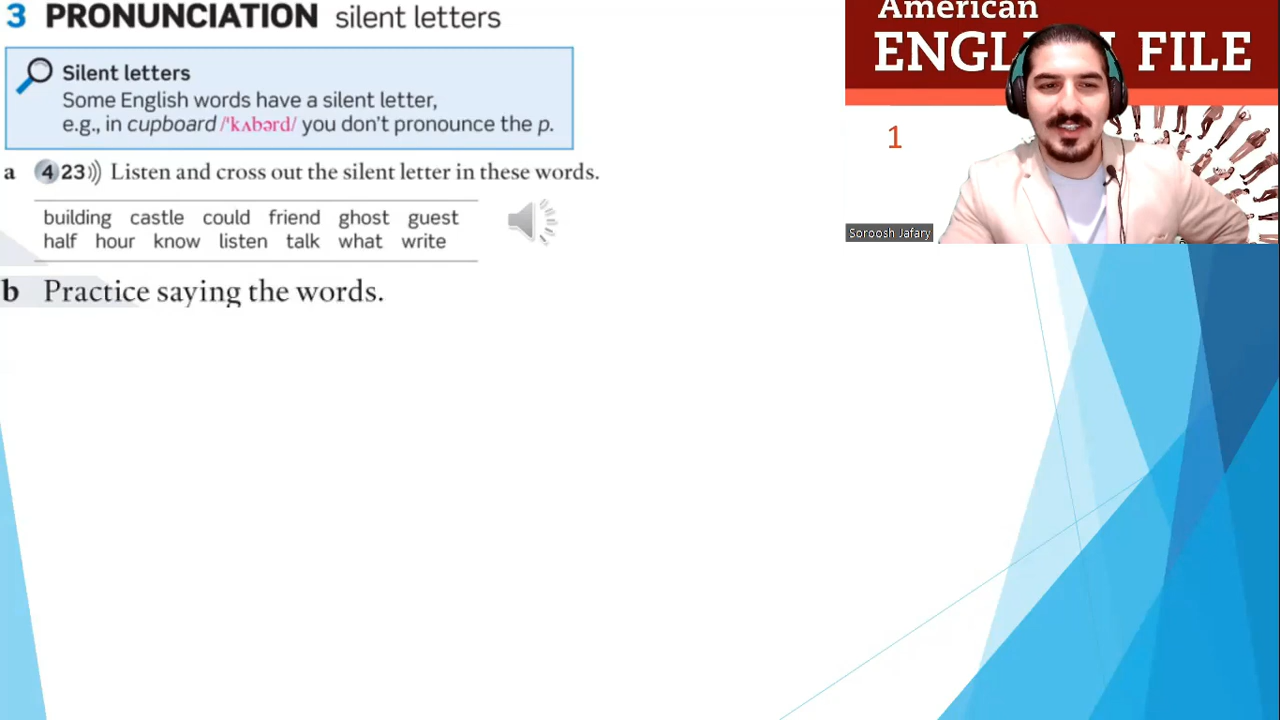 3 PRONUNCIATION silent letters
Silent letters
Some English words have a silent letter,
e.g., in cupboard /ˈkʌbərd/ you don't pronounce the p.
a 4 23 Listen and cross out the silent letter in these words.
building castle could friend ghost guest
half hour know listen talk what write
b Practice saying the words.
American
ENGL FILE
1
Soroosh Jafary